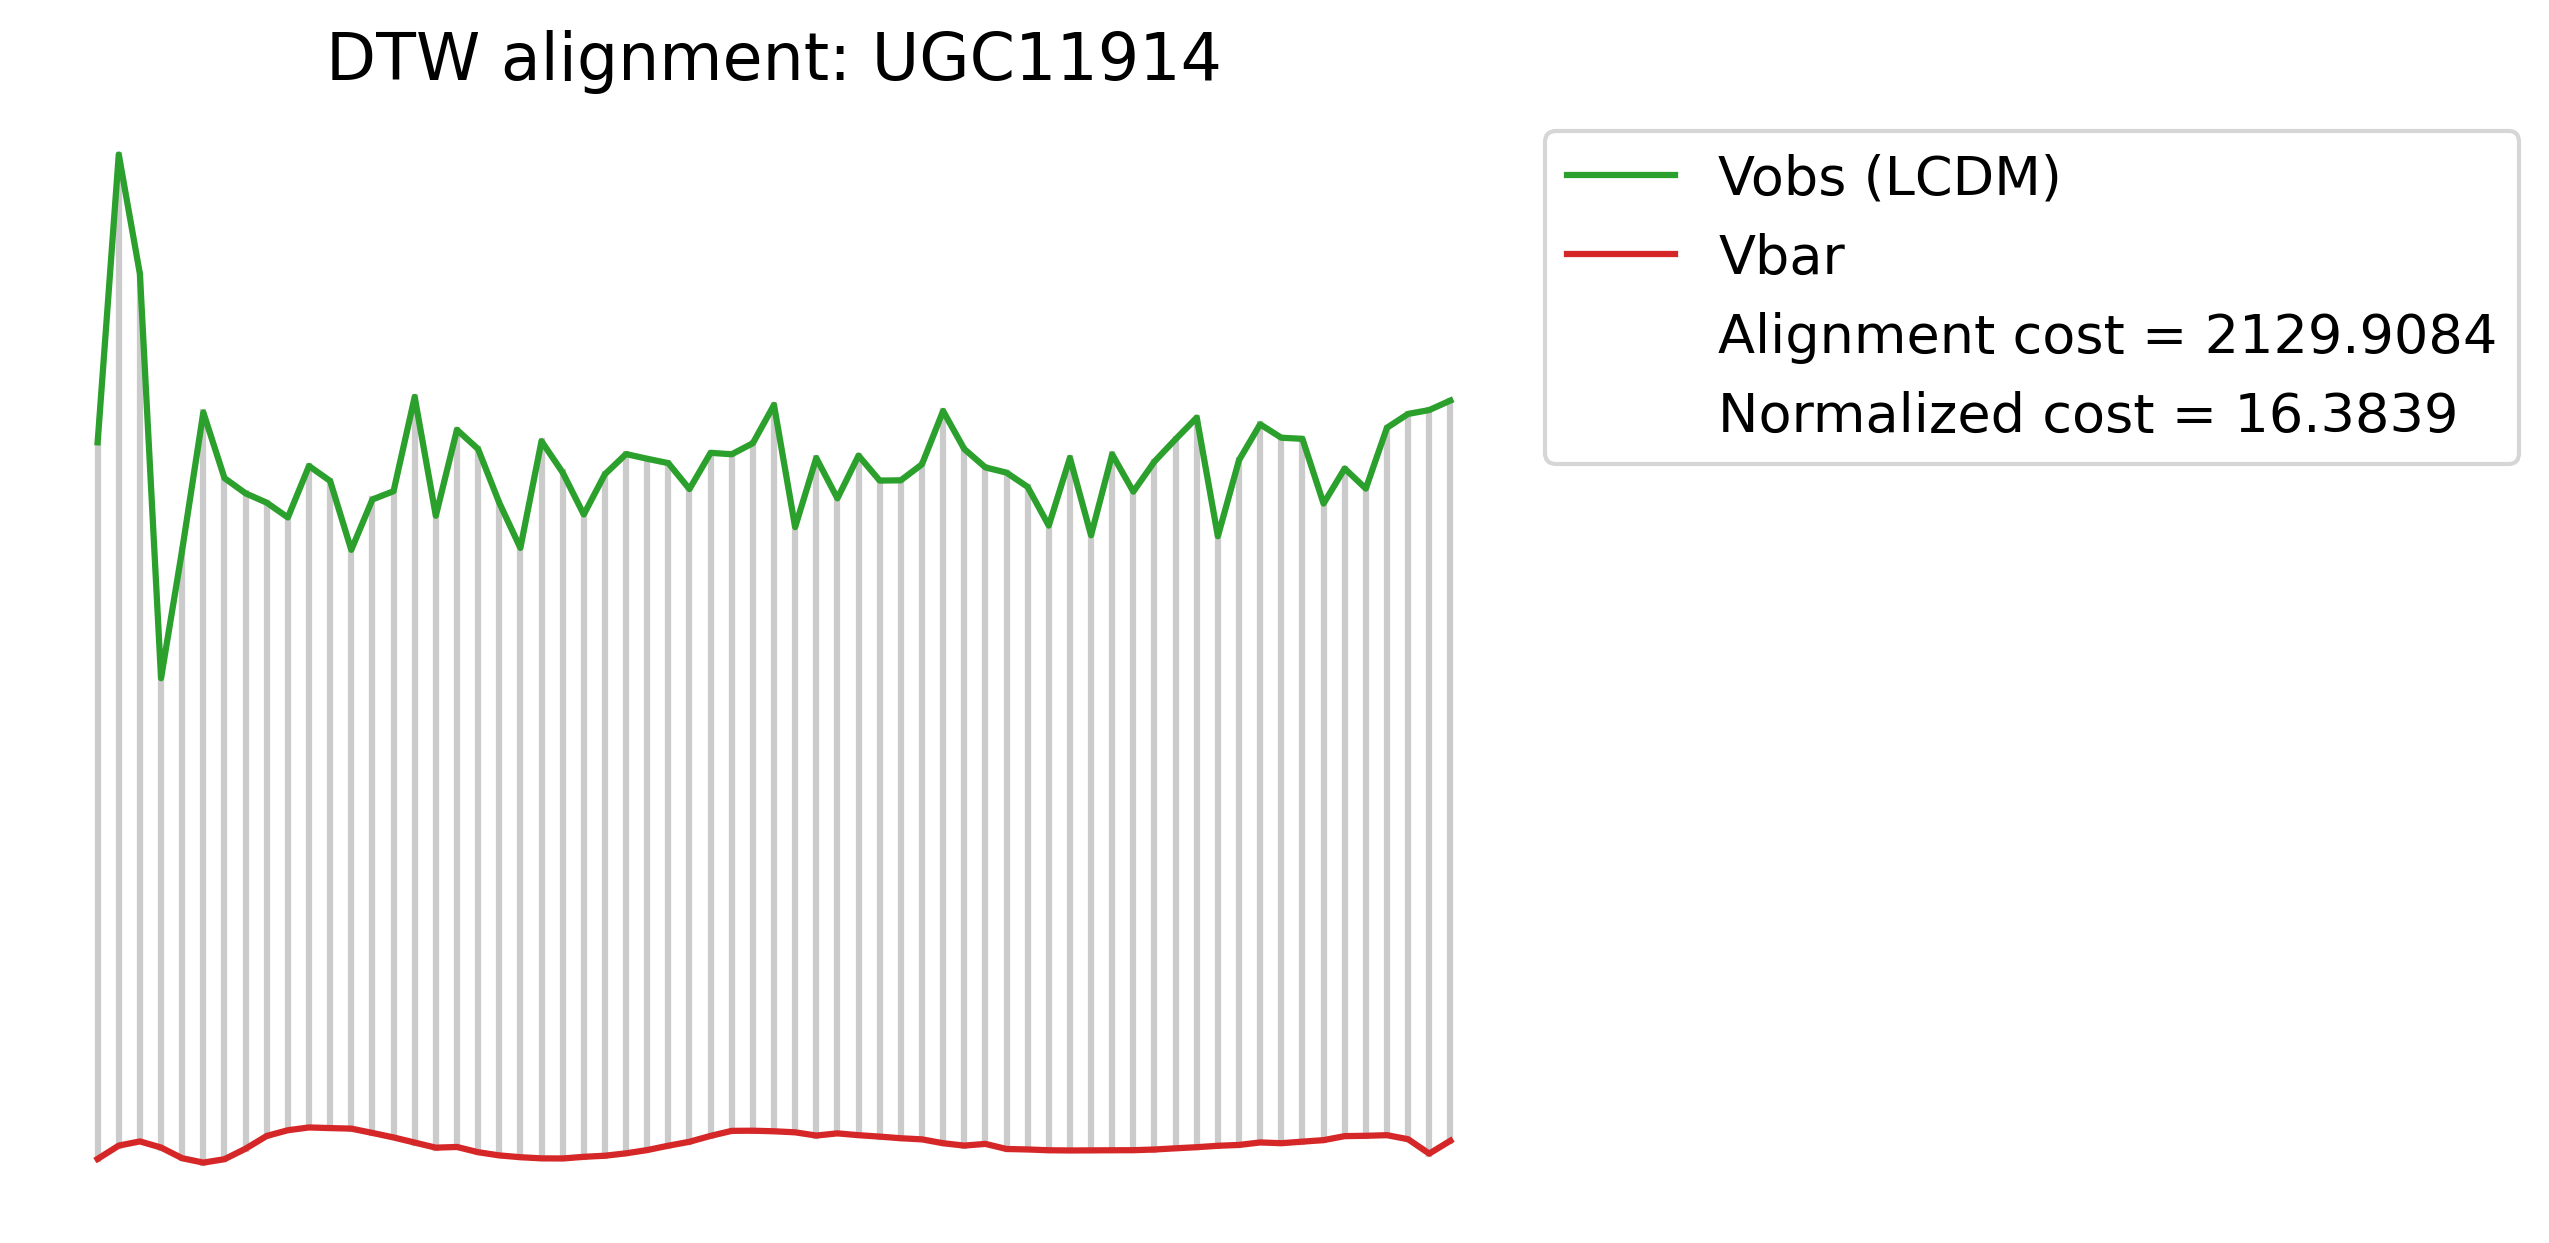 DTW alignment: UGC11914
Vobs (LCDM)
Vbar
Alignment cost = 2129.9084
Normalized cost = 16.3839